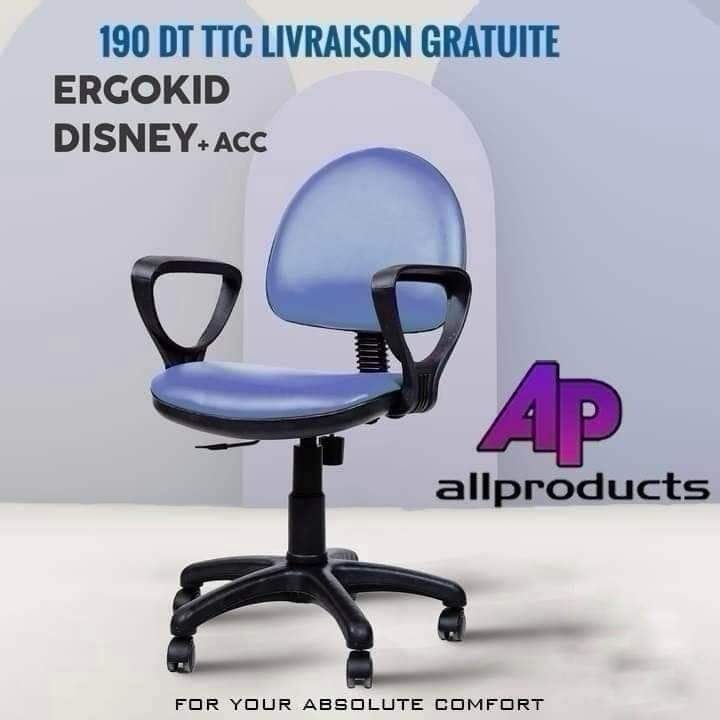 190 DT TTC LIVRAISON GRATUITE
ERGOKID
DISNEY + ACC
AP
allproducts
FOR YOUR ABSOLUTE COMFORT